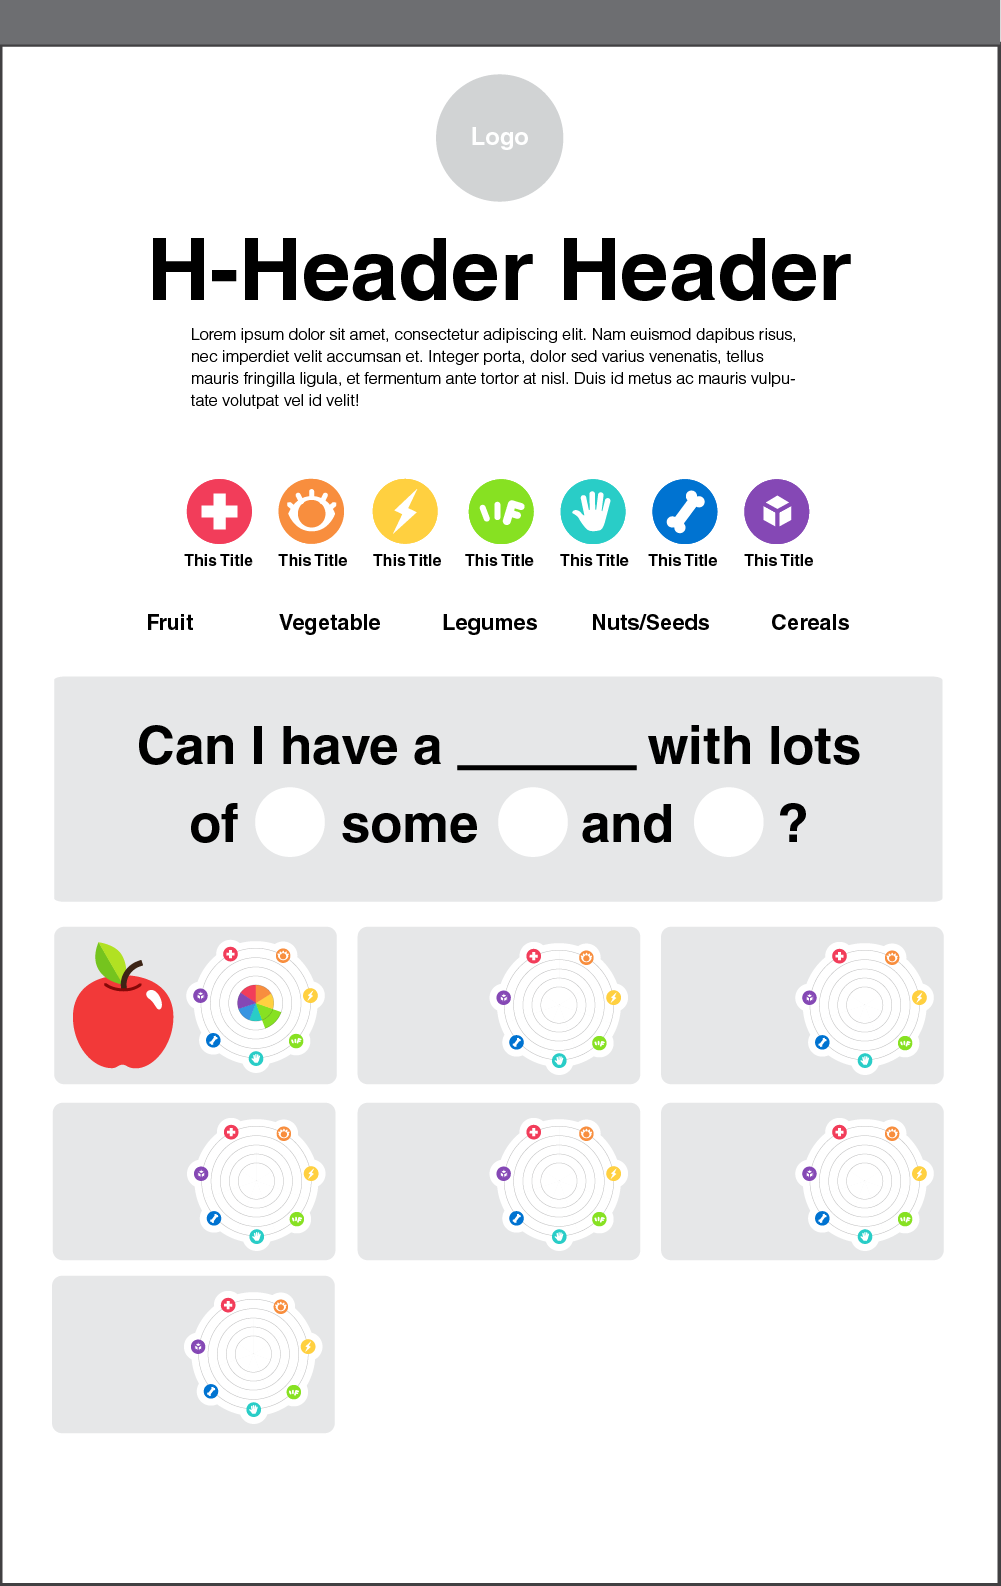 Logo
H-Header Header
Lorem ipsum dolor sit amet, consectetur adipiscing elit. Nam euismod dapibus risus,
nec imperdiet velit accumsan et. Integer porta, dolor sed varius venenatis, tellus
mauris fringilla ligula, et fermentum ante tortor at nisl. Duis id metus ac mauris vulpu-
tate volutpat vel id velit!
This Title This Title This Title This Title This Title This Title This Title
Fruit Vegetable Legumes Nuts/Seeds Cereals
Can I have a _______ with lots
of some and ?